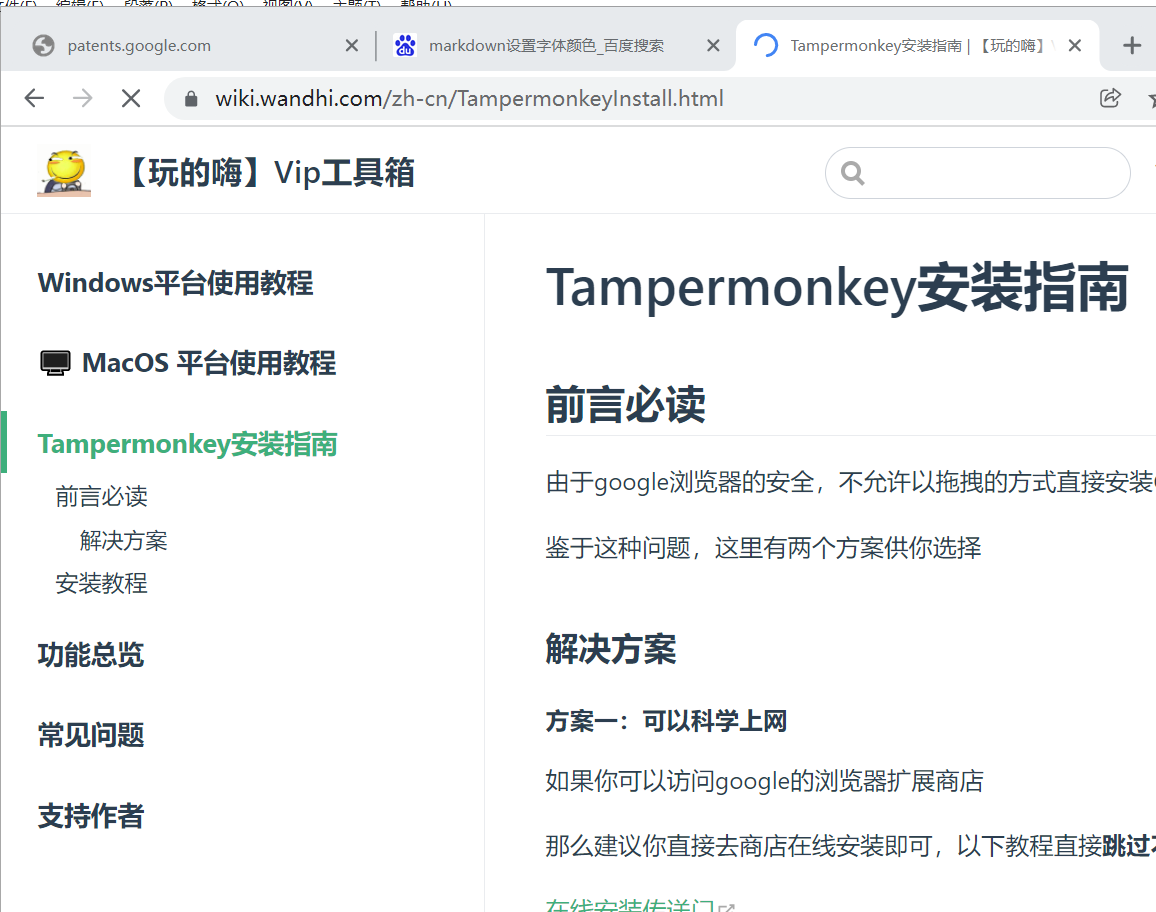 patents.google.com
markdown设置字体颜色_百度搜索
Tampermonkey安装指南 | 【玩的嗨】
wiki.wandhi.com/zh-cn/TampermonkeyInstall.html
【玩的嗨】Vip工具箱
Windows平台使用教程
MacOS 平台使用教程
Tampermonkey安装指南
前言必读
解决方案
安装教程
功能总览
常见问题
支持作者
Tampermonkey安装指南
前言必读
由于google浏览器的安全，不允许以拖拽的方式直接安装
鉴于这种问题，这里有两个方案供你选择
解决方案
方案一：可以科学上网
如果你可以访问google的浏览器扩展商店
那么建议你直接去商店在线安装即可，以下教程直接跳过
在线安装传送门